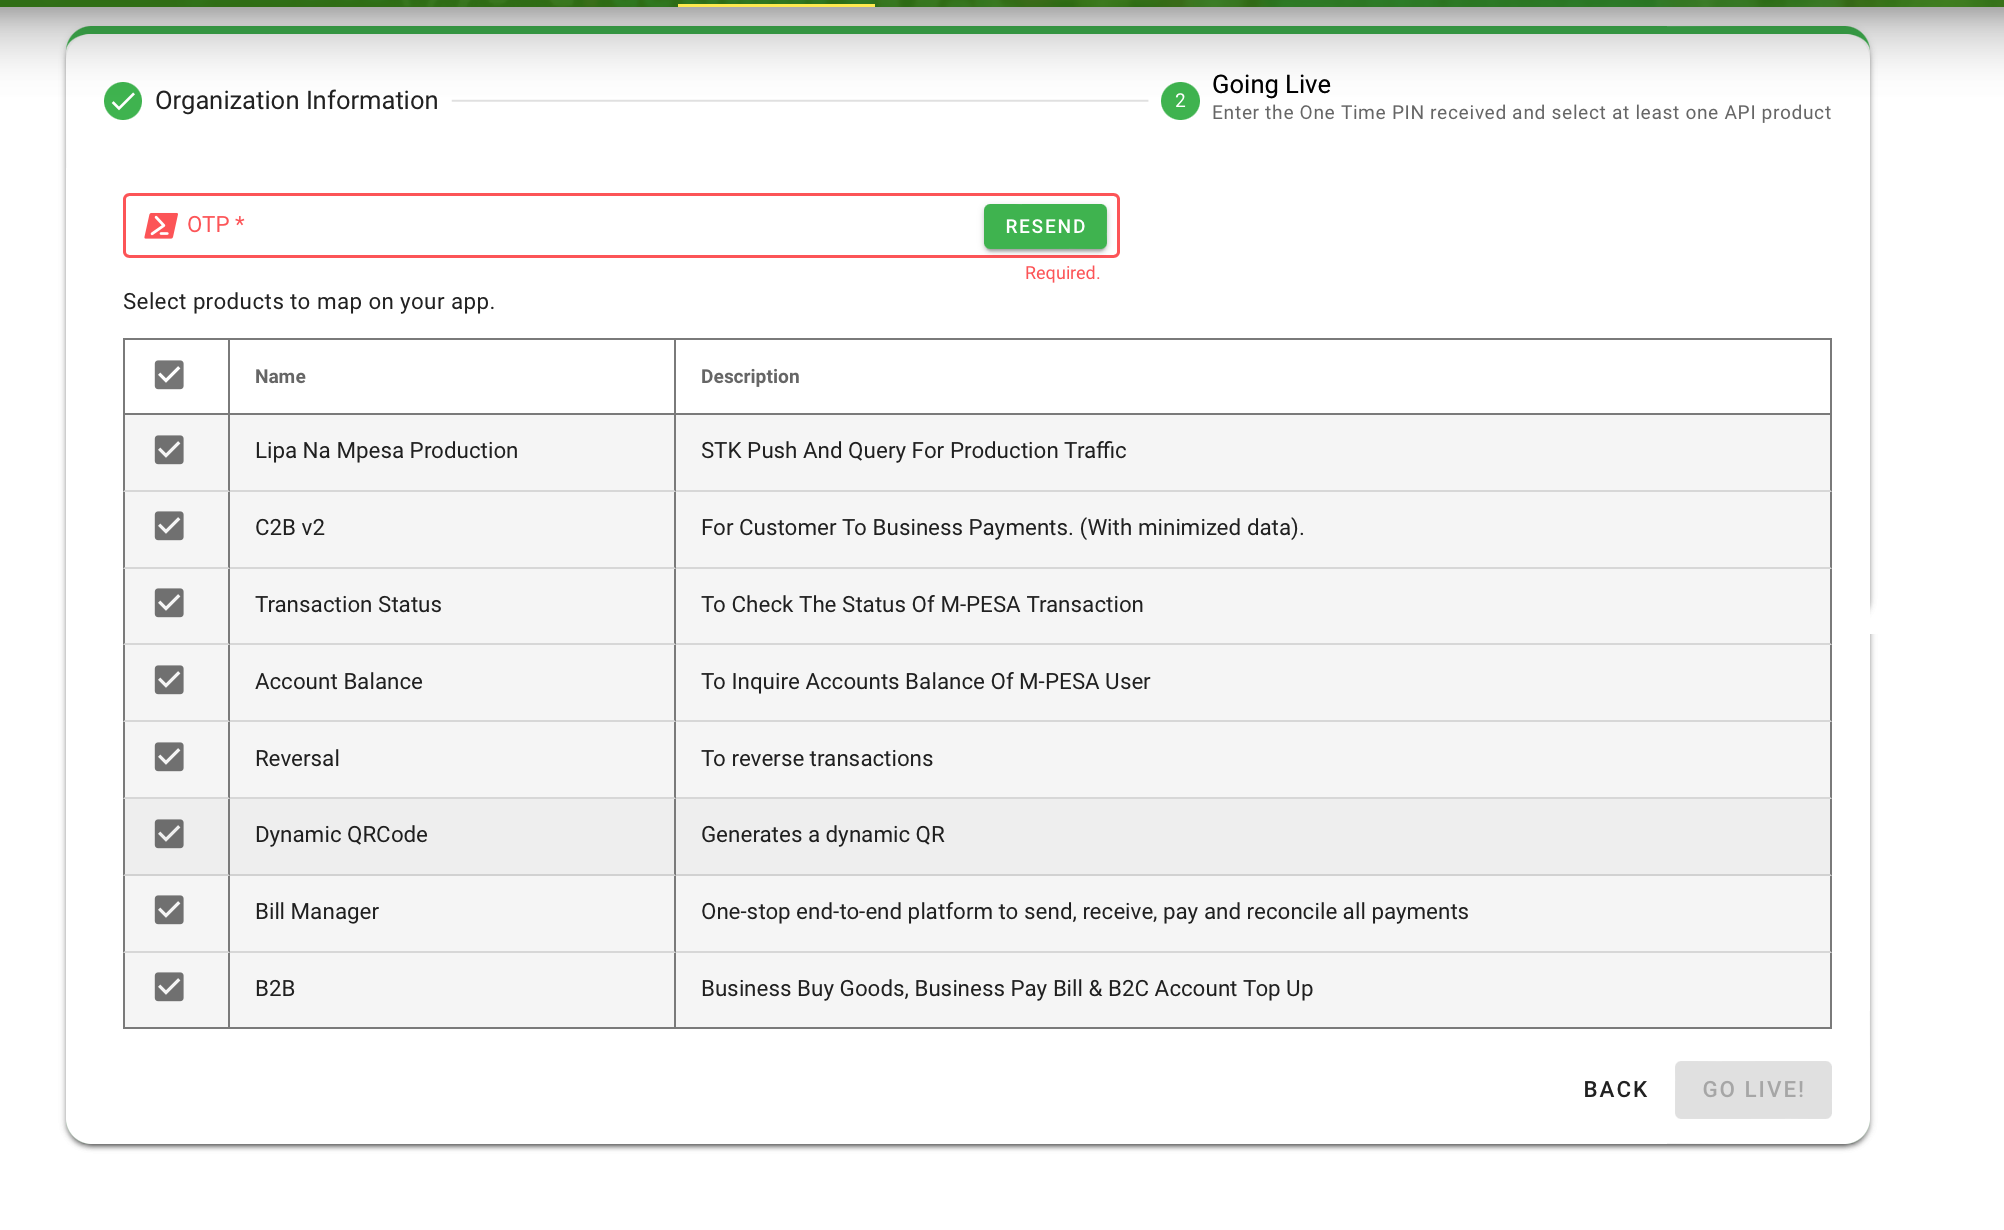 Organization Information
2
Going Live
Enter the One Time PIN received and select at least one API product
OTP *
RESEND
Required.
Select products to map on your app.
Name Description
Lipa Na Mpesa Production STK Push And Query For Production Traffic
C2B v2 For Customer To Business Payments. (With minimized data).
Transaction Status To Check The Status Of M-PESA Transaction
Account Balance To Inquire Accounts Balance Of M-PESA User
Reversal To reverse transactions
Dynamic QRCode Generates a dynamic QR
Bill Manager One-stop end-to-end platform to send, receive, pay and reconcile all payments
B2B Business Buy Goods, Business Pay Bill & B2C Account Top Up
BACK GO LIVE!